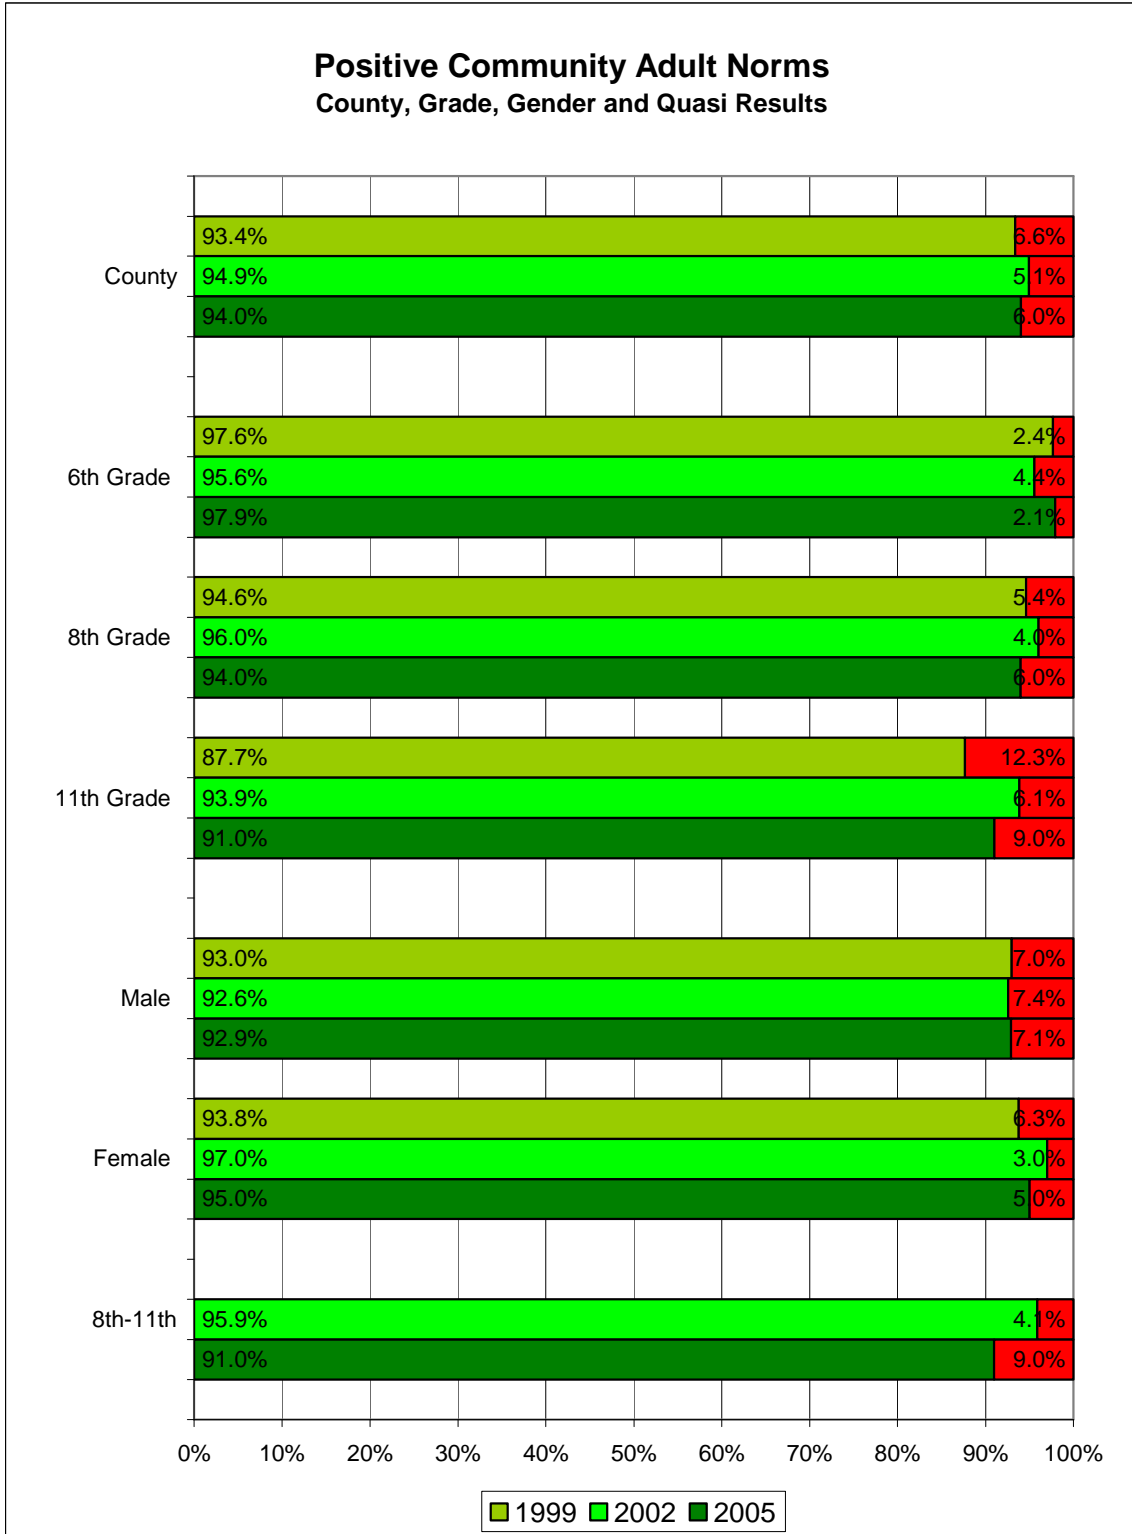 Positive Community Adult Norms
County, Grade, Gender and Quasi Results
93.4% 6.6%
County 94.9% 5.1%
94.0% 6.0%
97.6% 2.4%
6th Grade 95.6% 4.4%
97.9% 2.1%
94.6% 5.4%
8th Grade 96.0% 4.0%
94.0% 6.0%
87.7% 12.3%
11th Grade 93.9% 6.1%
91.0% 9.0%
93.0% 7.0%
Male 92.6% 7.4%
92.9% 7.1%
93.8% 6.3%
Female 97.0% 3.0%
95.0% 5.0%
8th-11th 95.9% 4.1%
91.0% 9.0%
0% 10% 20% 30% 40% 50% 60% 70% 80% 90% 100%
1999 2002 2005